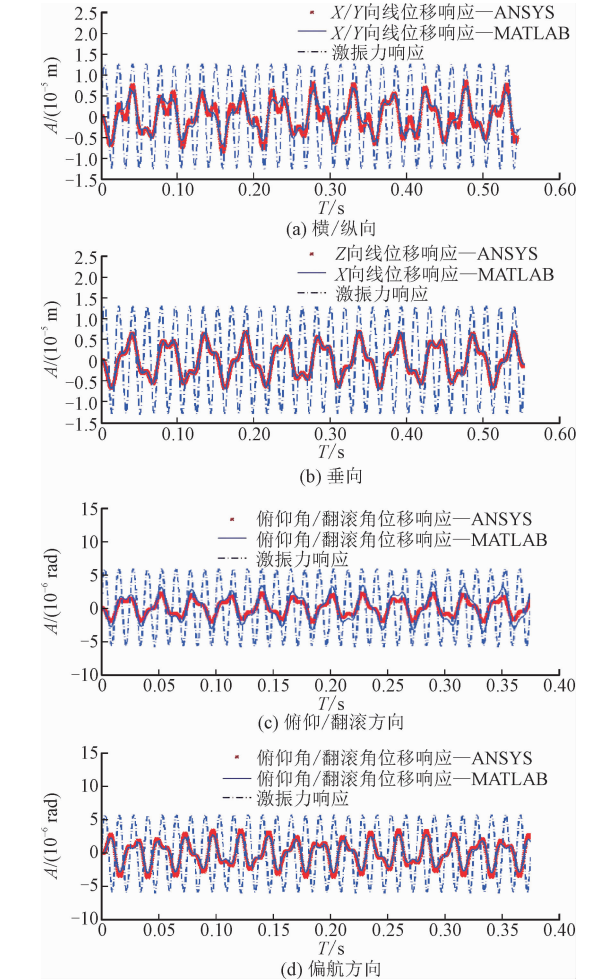 X/Y向线位移响应—ANSYS
X/Y向线位移响应—MATLAB
激振力响应
A/(10⁻⁵ m)
2.5
2.0
1.5
1.0
0.5
0
−0.5
−1.0
−1.5
0 0.10 0.20 0.30 0.40 0.50 0.60
T/s
(a) 横/纵向
Z向线位移响应—ANSYS
X向线位移响应—MATLAB
激振力响应
A/(10⁻⁵ m)
2.5
2.0
1.5
1.0
0.5
0
−0.5
−1.0
−1.5
0 0.10 0.20 0.30 0.40 0.50 0.60
T/s
(b) 垂向
俯仰角/翻滚角位移响应—ANSYS
俯仰角/翻滚角位移响应—MATLAB
激振力响应
A/(10⁻⁶ rad)
15
10
5
0
−5
−10
0 0.05 0.10 0.15 0.20 0.25 0.30 0.40
T/s
(c) 俯仰/翻滚方向
俯仰角/翻滚角位移响应—ANSYS
俯仰角/翻滚角位移响应—MATLAB
激振力响应
A/(10⁻⁶ rad)
15
10
5
0
−5
−10
0 0.05 0.10 0.15 0.20 0.25 0.30 0.40
T/s
(d) 偏航方向